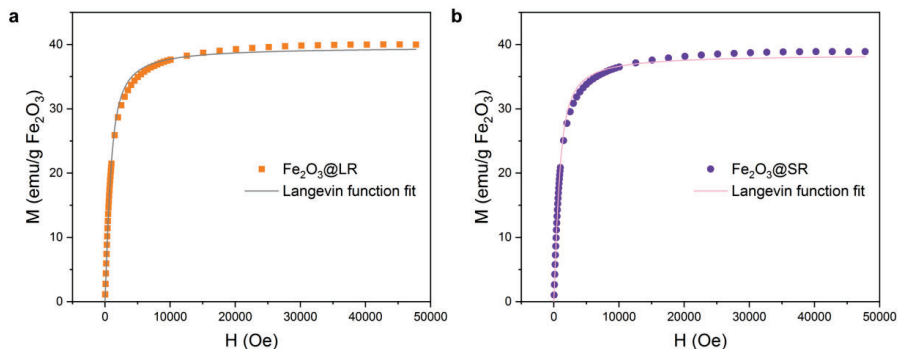 a
M (emu/g Fe₂O₃)
40
30
20
10
0
Fe₂O₃@LR
Langevin function fit
0 10000 20000 30000 40000 50000
H (Oe)
b
M (emu/g Fe₂O₃)
40
30
20
10
0
Fe₂O₃@SR
Langevin function fit
0 10000 20000 30000 40000 50000
H (Oe)